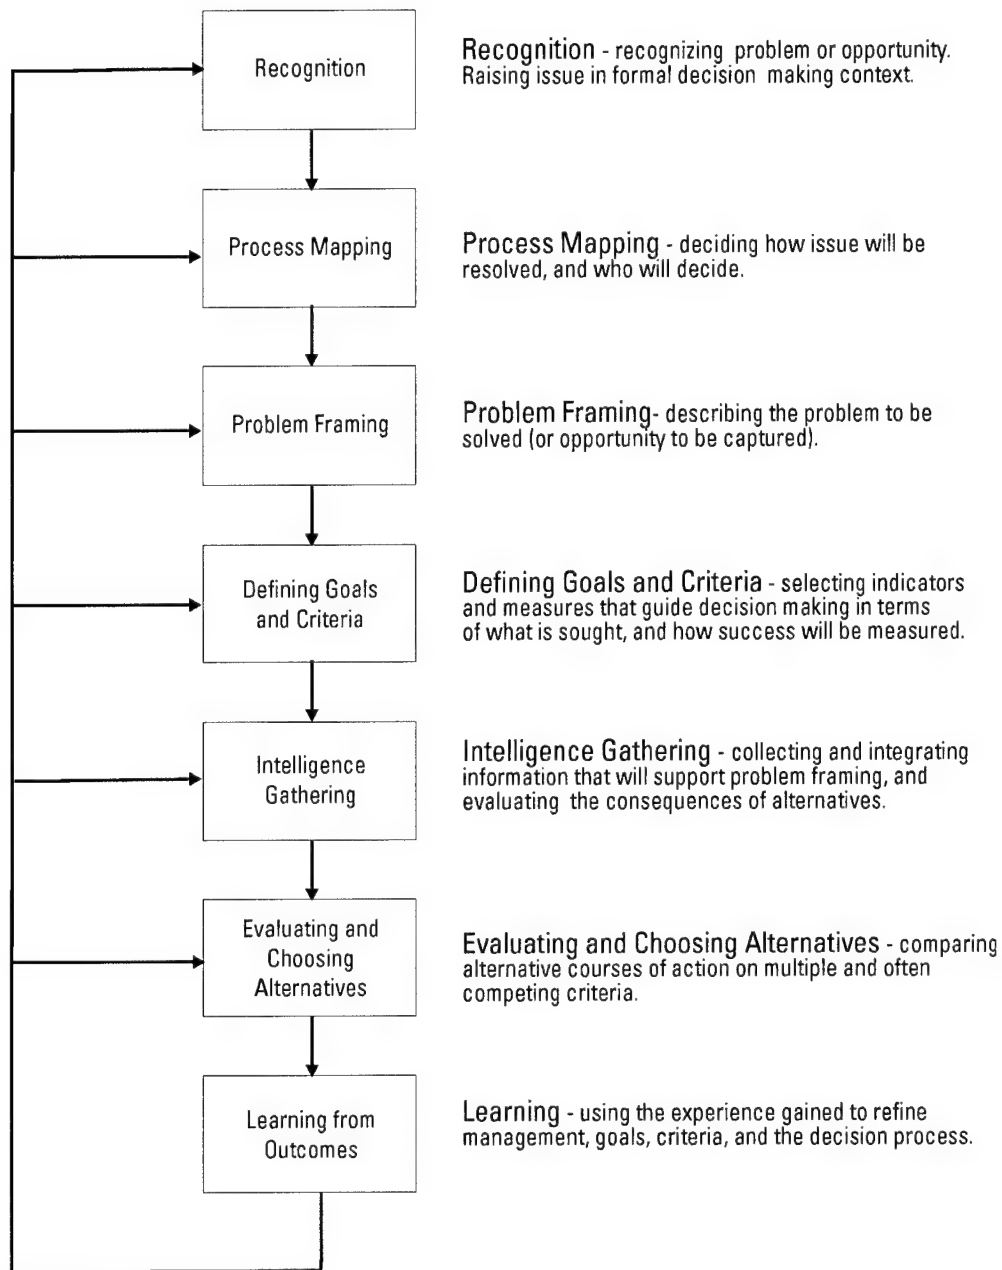 Recognition
Recognition - recognizing problem or opportunity.
Raising issue in formal decision making context.
Process Mapping
Process Mapping - deciding how issue will be
resolved, and who will decide.
Problem Framing
Problem Framing- describing the problem to be
solved (or opportunity to be captured).
Defining Goals
and Criteria
Defining Goals and Criteria - selecting indicators
and measures that guide decision making in terms
of what is sought, and how success will be measured.
Intelligence
Gathering
Intelligence Gathering - collecting and integrating
information that will support problem framing, and
evaluating the consequences of alternatives.
Evaluating and
Choosing
Alternatives
Evaluating and Choosing Alternatives - comparing
alternative courses of action on multiple and often
competing criteria.
Learning from
Outcomes
Learning - using the experience gained to refine
management, goals, criteria, and the decision process.